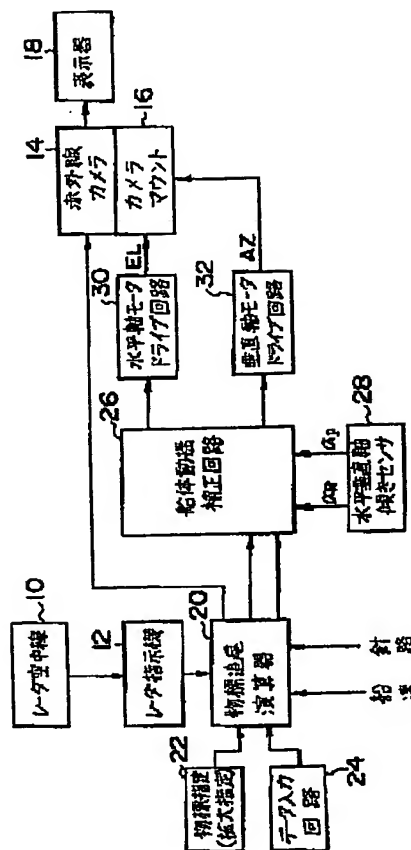 10
レーダ空中線
12
レーダ指示機
20
物標追尾
演算器
22
物標指定
(拡大指定)
24
データ入力
回路
船速
針路
26
船体動揺
補正回路
28
水平垂直軸
傾きセンサ
30
水平軸モータ
ドライブ回路
EL
32
垂直軸モータ
ドライブ回路
AZ
14
赤外線
カメラ
16
カメラ
マウント
18
表示器